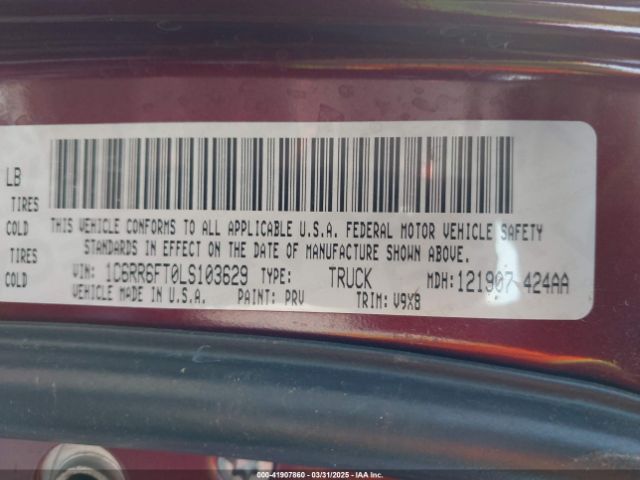 LB
TIRES
COLD
TIRES
COLD
THIS VEHICLE CONFORMS TO ALL APPLICABLE U.S.A. FEDERAL MOTOR VEHICLE SAFETY
STANDARDS IN EFFECT ON THE DATE OF MANUFACTURE SHOWN ABOVE.
VIN: 1C6RR6FT0LS103629 TYPE: TRUCK MDH: 121907 424AA
VEHICLE MADE IN U.S.A. PAINT: PRV TRIM: V9X8
000-41907860 - 03/31/2025 - IAAI.COM